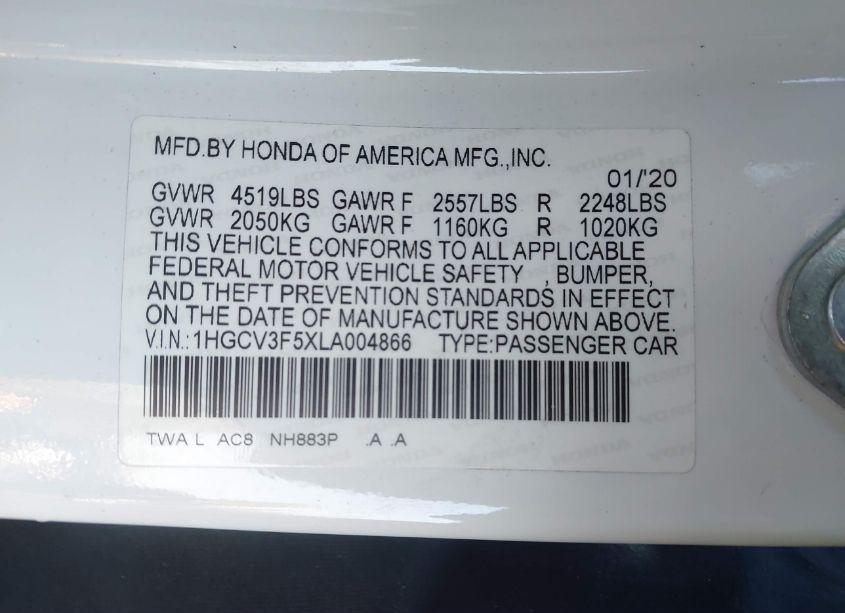 MFD.BY HONDA OF AMERICA MFG.,INC.
01/'20
GVWR 4519LBS GAWR F 2557LBS R 2248LBS
GVWR 2050KG GAWR F 1160KG R 1020KG
THIS VEHICLE CONFORMS TO ALL APPLICABLE
FEDERAL MOTOR VEHICLE SAFETY , BUMPER,
AND THEFT PREVENTION STANDARDS IN EFFECT
ON THE DATE OF MANUFACTURE SHOWN ABOVE.
V.I.N.:1HGCV3F5XLA004866 TYPE:PASSENGER CAR
TWA L AC8 NH883P .A .A